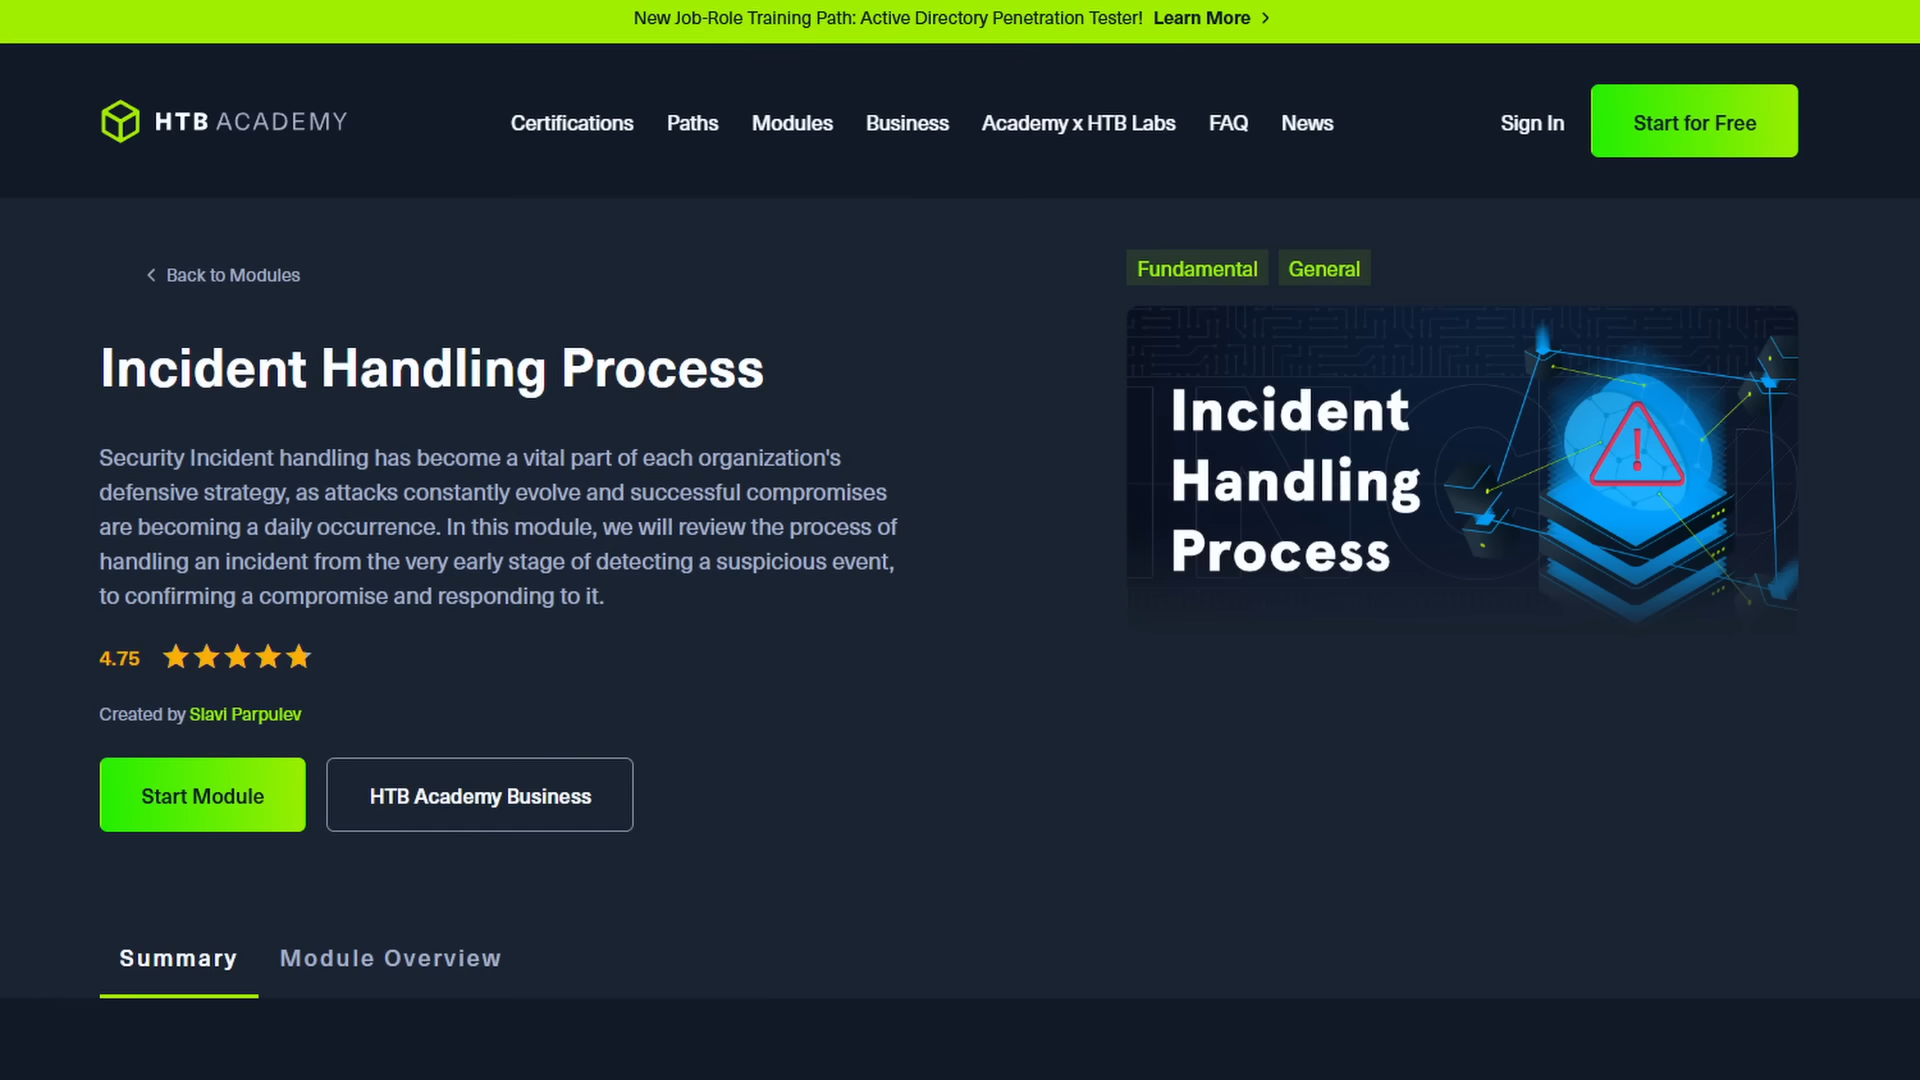 New Job-Role Training Path: Active Directory Penetration Tester! Learn More
HTB ACADEMY
Certifications Paths Modules Business Academy x HTB Labs FAQ News
Sign In
Start for Free
Back to Modules
Incident Handling Process
Security Incident handling has become a vital part of each organization's
defensive strategy, as attacks constantly evolve and successful compromises
are becoming a daily occurrence. In this module, we will review the process of
handling an incident from the very early stage of detecting a suspicious event,
to confirming a compromise and responding to it.
4.75
Created by Slavi Parpulev
Start Module
HTB Academy Business
Fundamental General
Incident
Handling
Process
Summary Module Overview